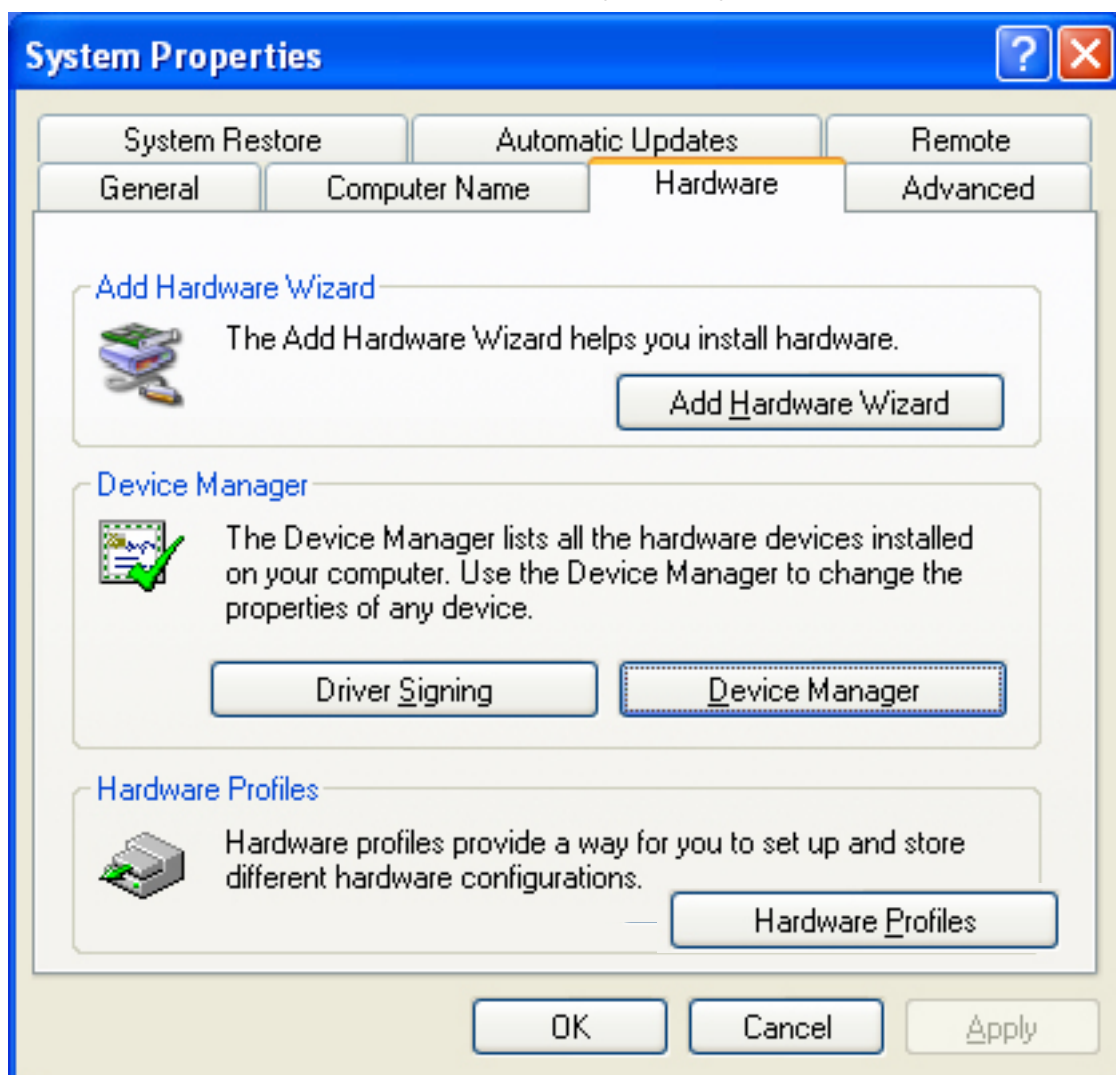 System Properties
System Restore
Automatic Updates
Remote
General
Computer Name
Hardware
Advanced
Add Hardware Wizard
The Add Hardware Wizard helps you install hardware.
Add Hardware Wizard
Device Manager
The Device Manager lists all the hardware devices installed
on your computer. Use the Device Manager to change the
properties of any device.
Driver Signing
Device Manager
Hardware Profiles
Hardware profiles provide a way for you to set up and store
different hardware configurations.
Hardware Profiles
OK
Cancel
Apply